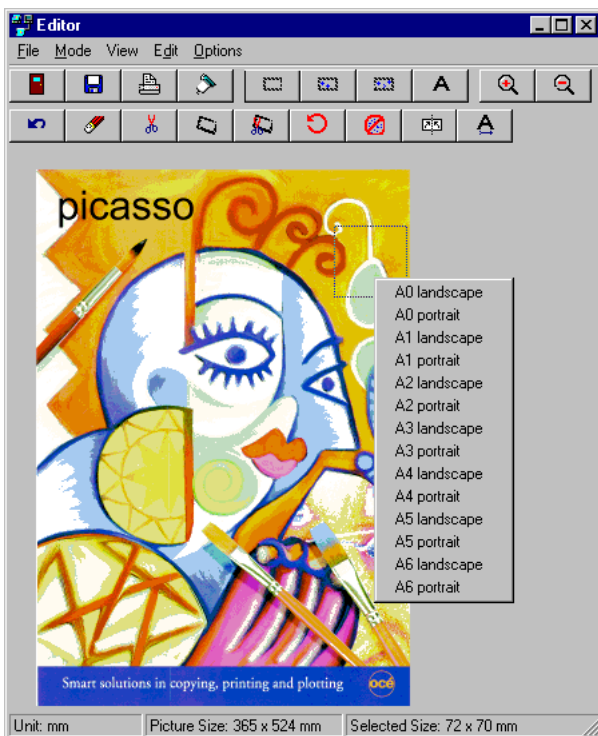 Editor
File Mode View Edit Options
A
A
picasso
A0 landscape
A0 portrait
A1 landscape
A1 portrait
A2 landscape
A2 portrait
A3 landscape
A3 portrait
A4 landscape
A4 portrait
A5 landscape
A5 portrait
A6 landscape
A6 portrait
Smart solutions in copying, printing and plotting océ
Unit: mm Picture Size: 365 x 524 mm Selected Size: 72 x 70 mm